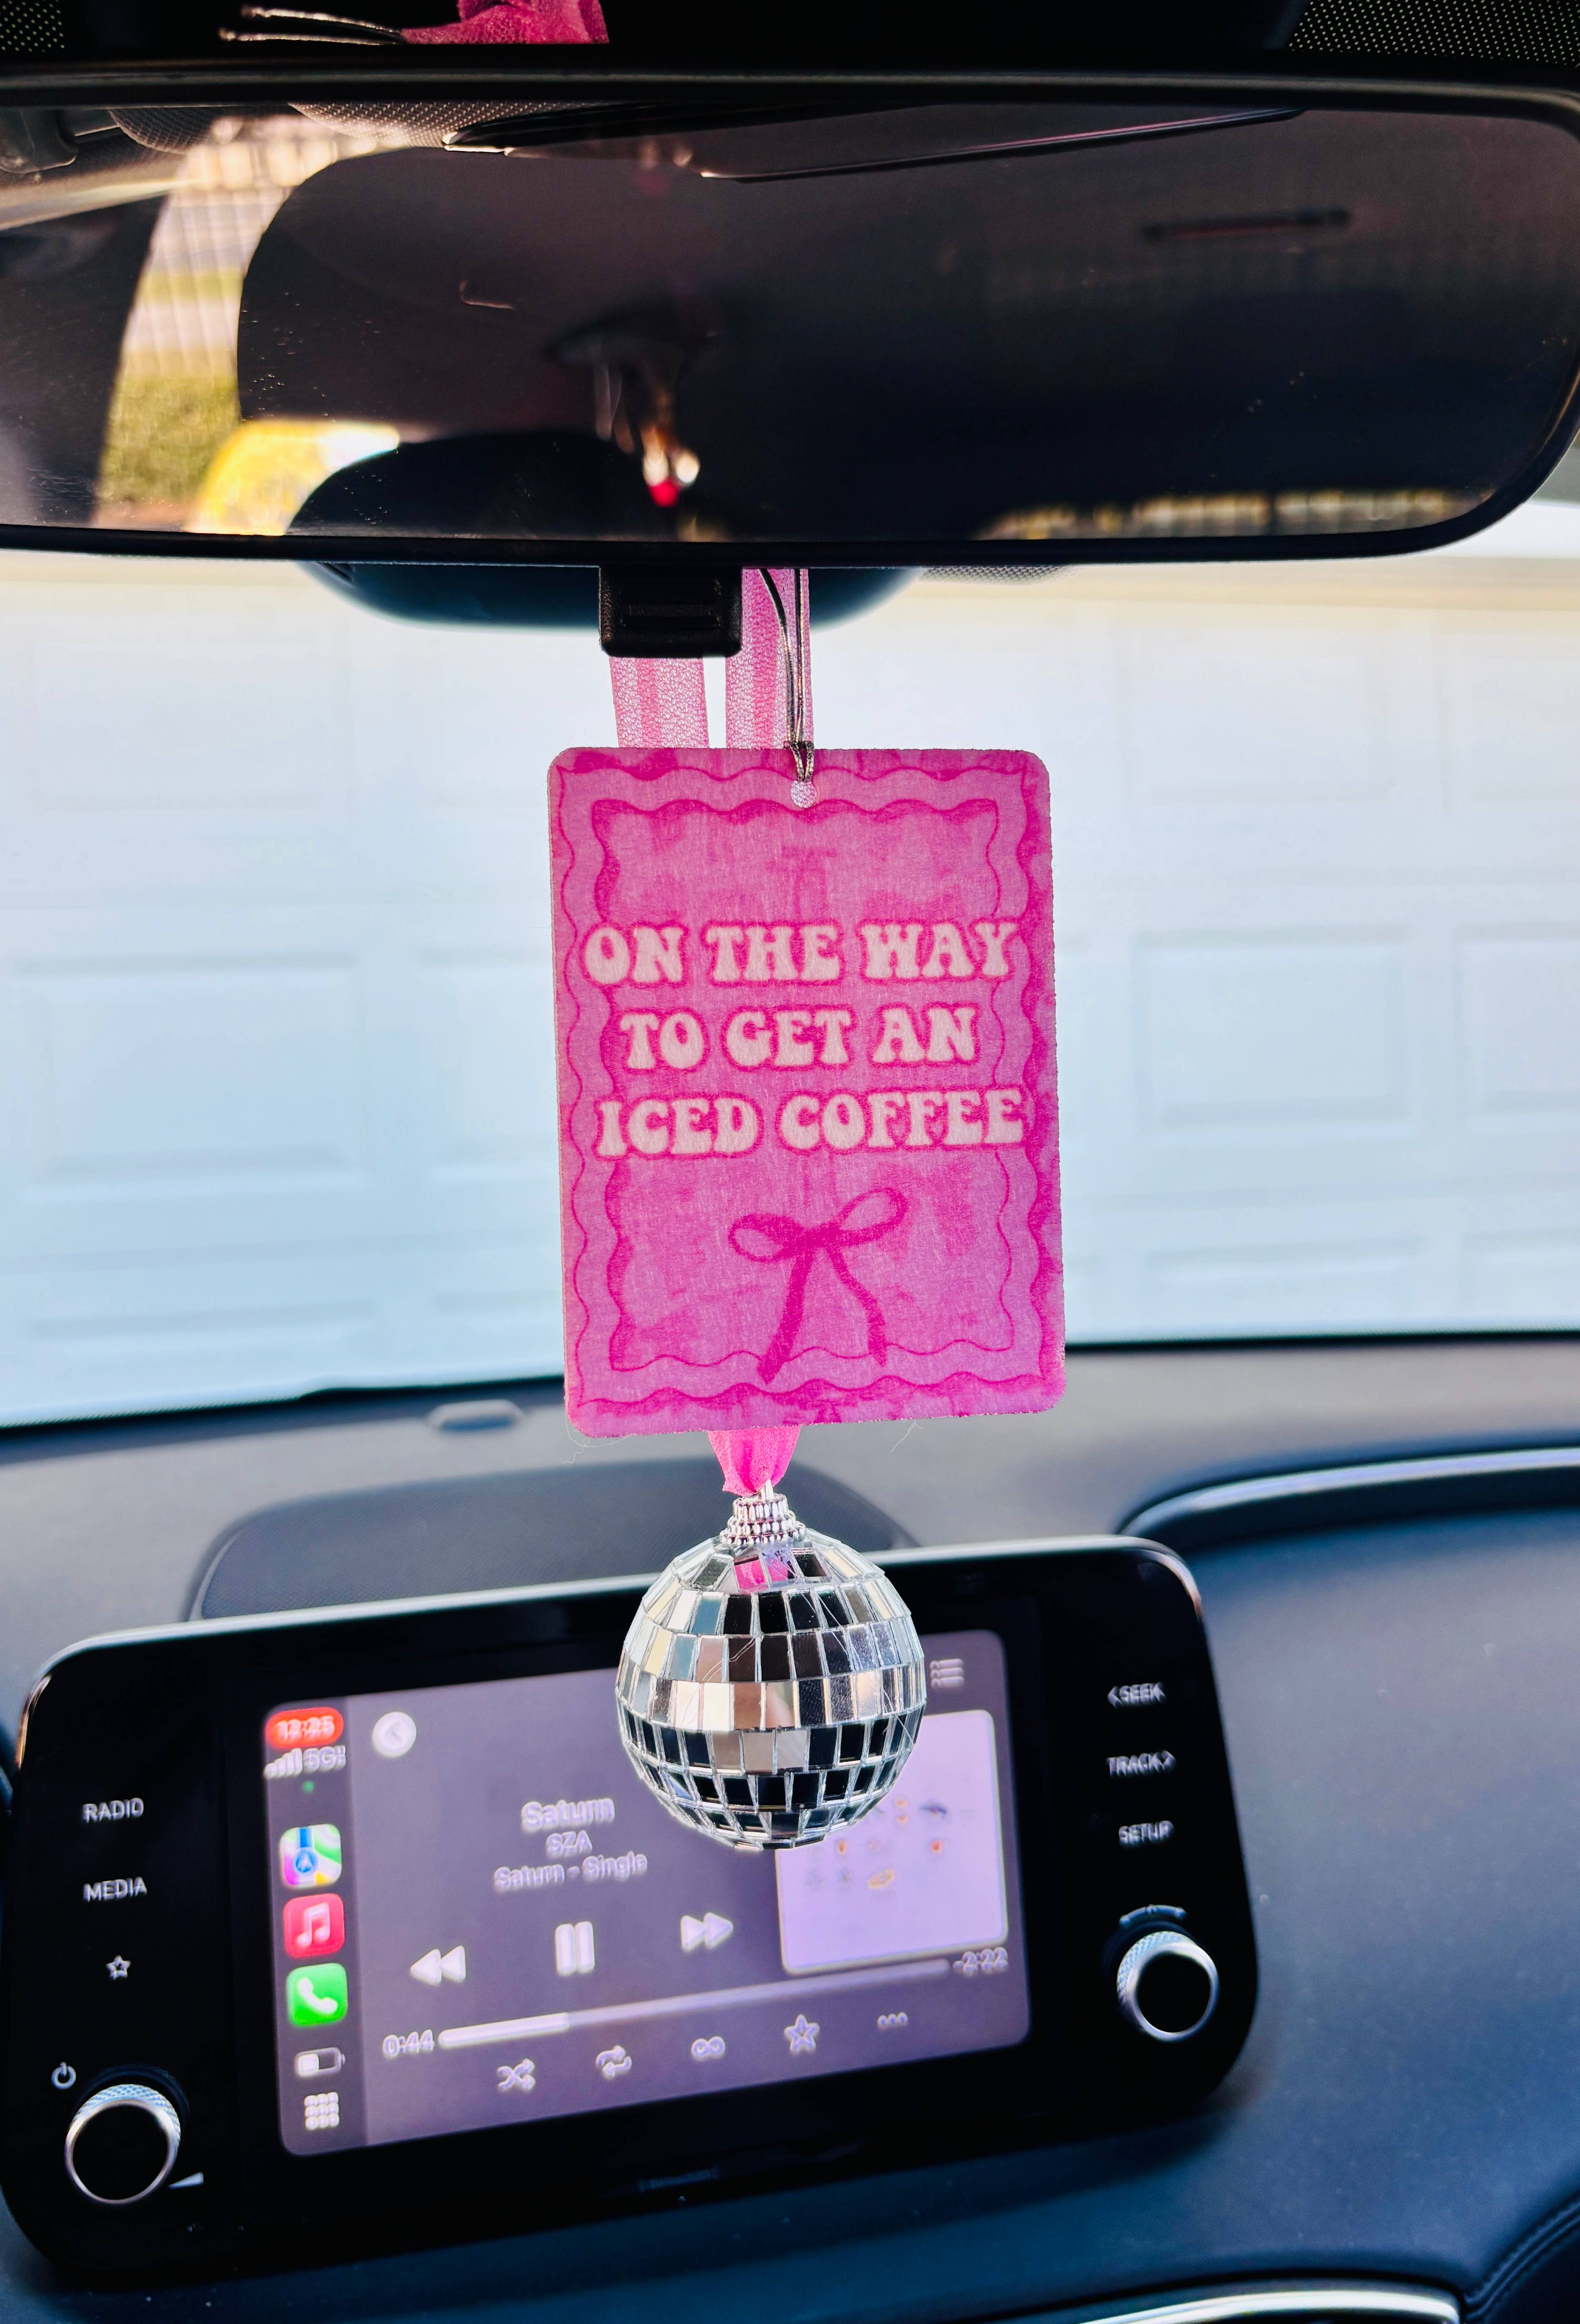 ON THE WAY
TO GET AN
ICED COFFEE
12:25
5G
Saturn
SZA
Saturn - Single
0:44
-2:22
RADIO
MEDIA
<SEEK
TRACK>
SETUP